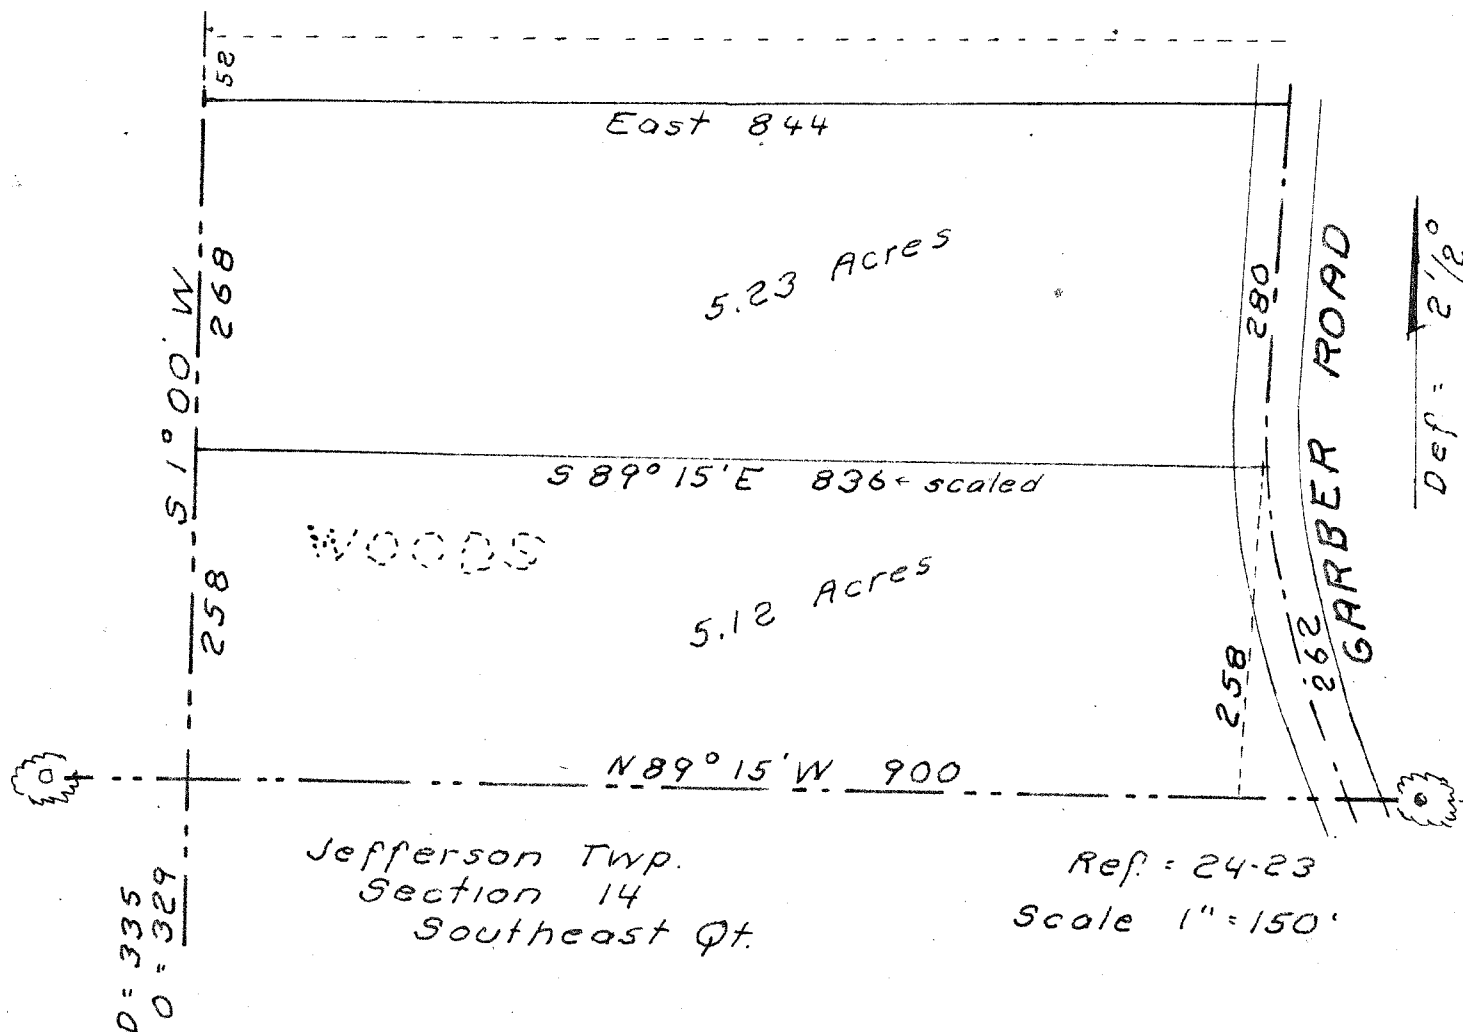 52
East 844
5.23 Acres
S 1° 00' W
268
280
GARBER ROAD
Def = 2 1/2°
S 89° 15' E 836 ← scaled
WOODS
258
5.12 Acres
258
262
N 89° 15' W 900
Jefferson Twp.
Section 14
Southeast Qt.
Ref. = 24-23
Scale 1" = 150'
D = 335
O = 329